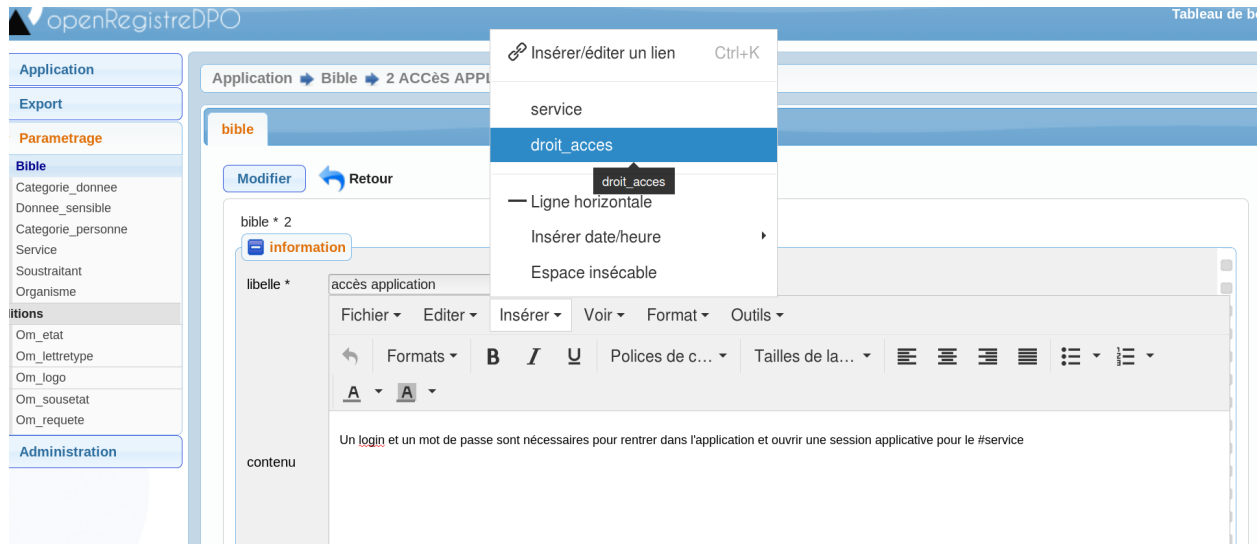 openRegistreDPO
Tableau de b
Application
Export
Parametrage
Bible
Categorie_donnee
Donnee_sensible
Categorie_personne
Service
Soustraitant
Organisme
itions
Om_etat
Om_lettretype
Om_logo
Om_sousetat
Om_requete
Administration
Application Bible 2 ACCèS APPL
bible
Modifier Retour
bible * 2
information
libelle * accès application
Insérer/éditer un lien Ctrl+K
service
droit_acces
droit_acces
Ligne horizontale
Insérer date/heure
Espace insécable
Fichier Editer Insérer Voir Format Outils
Formats B I U Polices de c... Tailles de la...
A A
contenu
Un login et un mot de passe sont nécessaires pour rentrer dans l'application et ouvrir une session applicative pour le #service